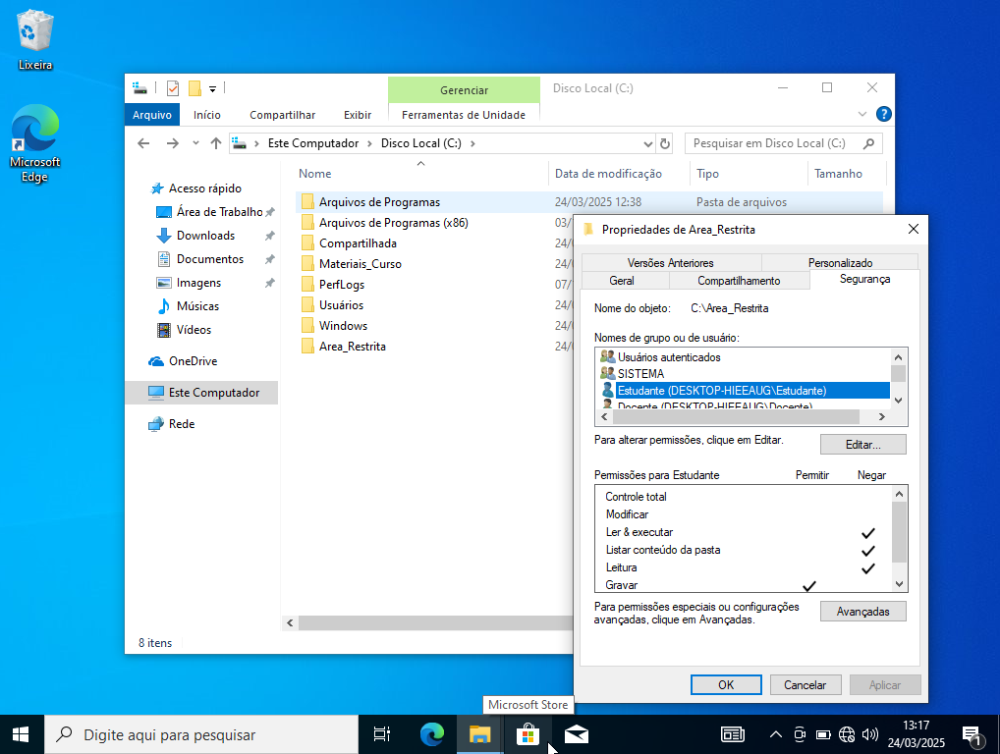 Lixeira
Microsoft
Edge
Gerenciar
Disco Local (C:)
Arquivo
Início
Compartilhar
Exibir
Ferramentas de Unidade
Este Computador
Disco Local (C:)
Pesquisar em Disco Local (C:)
Nome
Data de modificação
Tipo
Tamanho
Acesso rápido
Área de Trabalho
Downloads
Documentos
Imagens
Músicas
Vídeos
OneDrive
Este Computador
Rede
Arquivos de Programas 24/03/2025 12:38 Pasta de arquivos
Arquivos de Programas (x86) 03/
Compartilhada 24/
Materiais_Curso 24/
PerfLogs 07/
Usuários 24/
Windows 24/
Area_Restrita 24/
8 itens
Propriedades de Area_Restrita
Versões Anteriores
Personalizado
Geral
Compartilhamento
Segurança
Nome do objeto: C:\Area_Restrita
Nomes de grupo ou de usuário:
Usuários autenticados
SISTEMA
Estudante (DESKTOP-HIEEAUG\Estudante)
Docente (DESKTOP-HIEEAUG\Docente)
Para alterar permissões, clique em Editar.
Editar...
Permissões para Estudante Permitir Negar
Controle total
Modificar
Ler & executar
Listar conteúdo da pasta
Leitura
Gravar
Para permissões especiais ou configurações
avançadas, clique em Avançadas.
Avançadas
OK
Cancelar
Aplicar
Microsoft Store
Digite aqui para pesquisar
13:17
24/03/2025
1